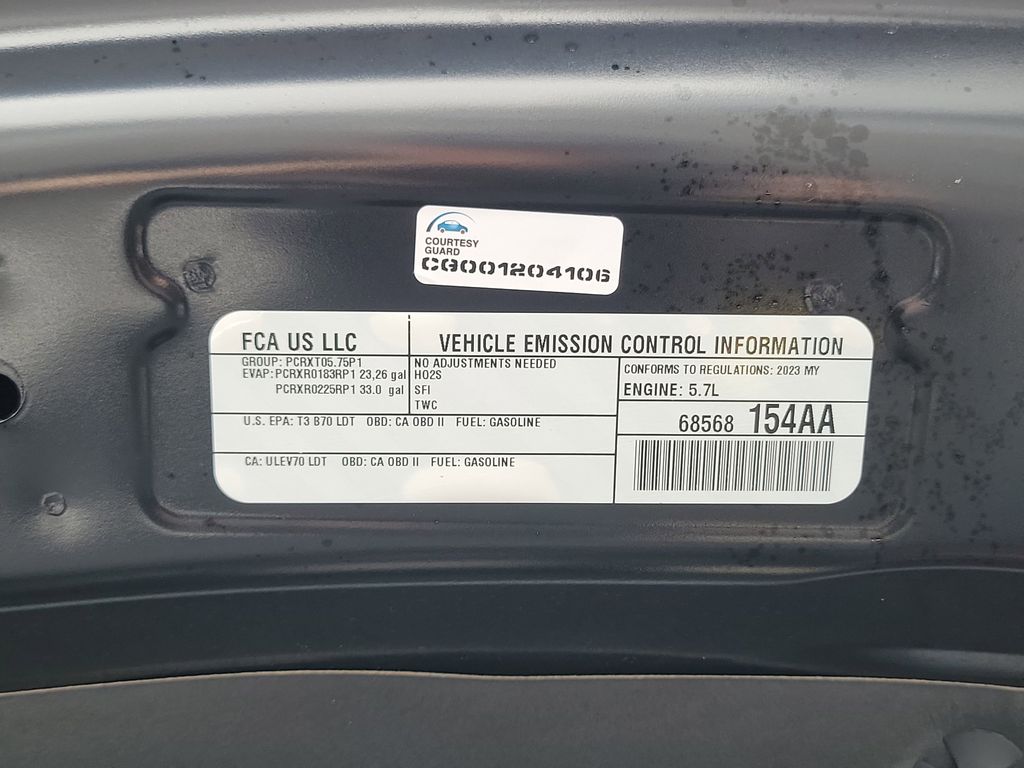 COURTESY
GUARD
CG001204106
FCA US LLC
VEHICLE EMISSION CONTROL INFORMATION
GROUP: PCRXT05.75P1
EVAP: PCRXR0183RP1 23,26 gal
PCRXR0225RP1 33.0 gal
NO ADJUSTMENTS NEEDED
HO2S
SFI
TWC
CONFORMS TO REGULATIONS: 2023 MY
ENGINE: 5.7L
U.S. EPA: T3 B70 LDT OBD: CA OBD II FUEL: GASOLINE
68568 154AA
CA: ULEV70 LDT OBD: CA OBD II FUEL: GASOLINE